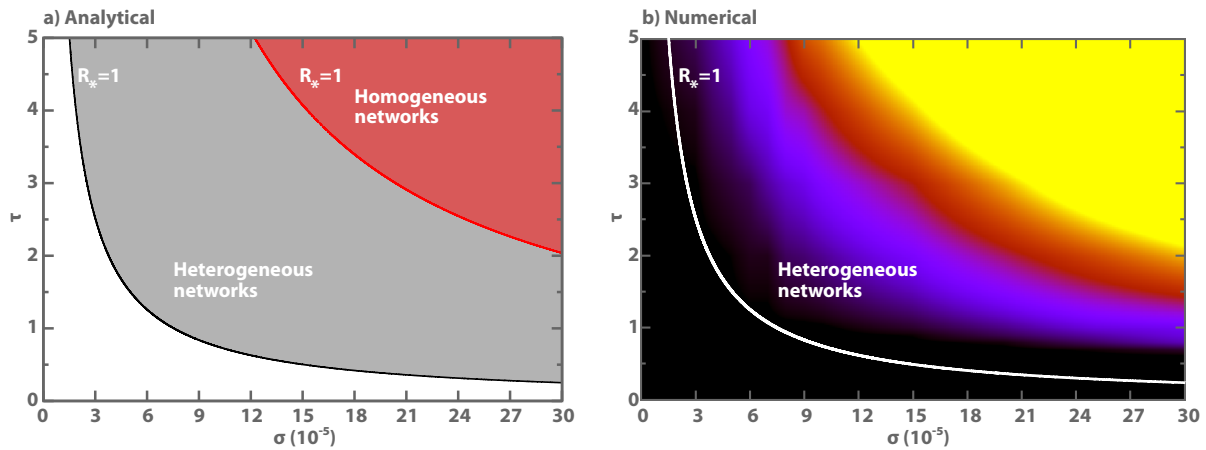 a) Analytical
5
4
3
2
1
0
τ
R*=1
R*=1
Homogeneous
networks
Heterogeneous
networks
0 3 6 9 12 15 18 21 24 27 30
σ (10-5)
b) Numerical
5
4
3
2
1
0
τ
R*=1
Heterogeneous
networks
0 3 6 9 12 15 18 21 24 27 30
σ (10-5)